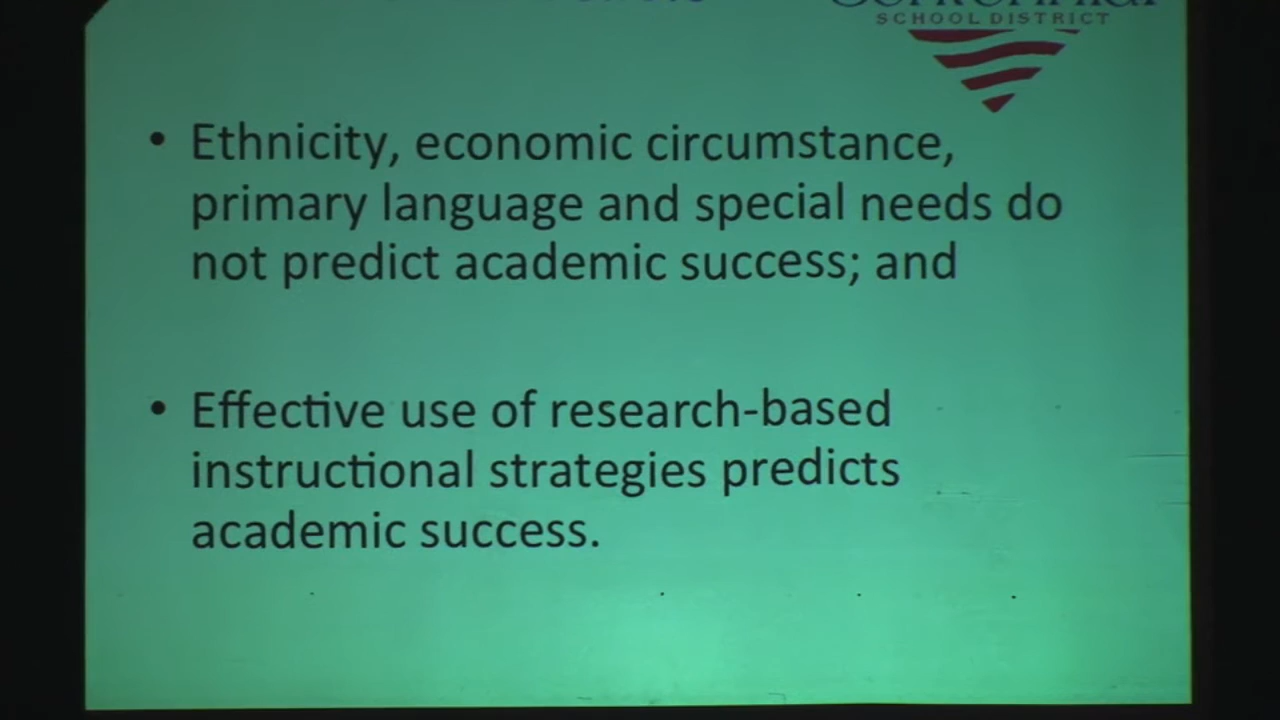 SCHOOL DISTRICT
• Ethnicity, economic circumstance,
primary language and special needs do
not predict academic success; and
• Effective use of research-based
instructional strategies predicts
academic success.